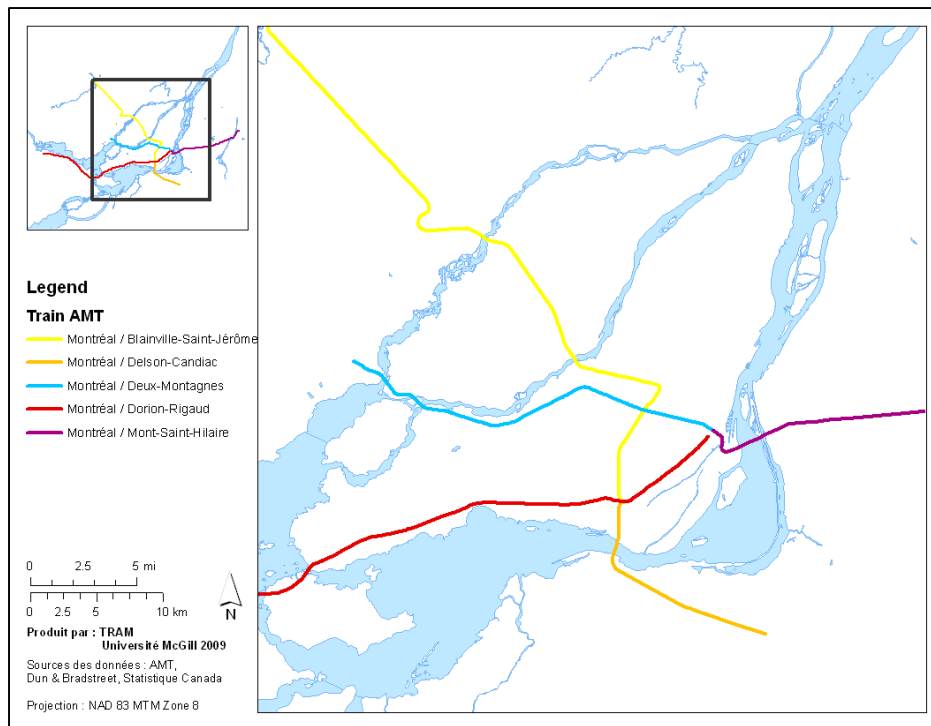 Legend
Train AMT
Montréal / Blainville-Saint-Jérôme
Montréal / Delson-Candiac
Montréal / Deux-Montagnes
Montréal / Dorion-Rigaud
Montréal / Mont-Saint-Hilaire
0 2.5 5 mi
0 2.5 5 10 km
N
Produit par : TRAM
Université McGill 2009
Sources des données : AMT,
Dun & Bradstreet, Statistique Canada
Projection : NAD 83 MTM Zone 8